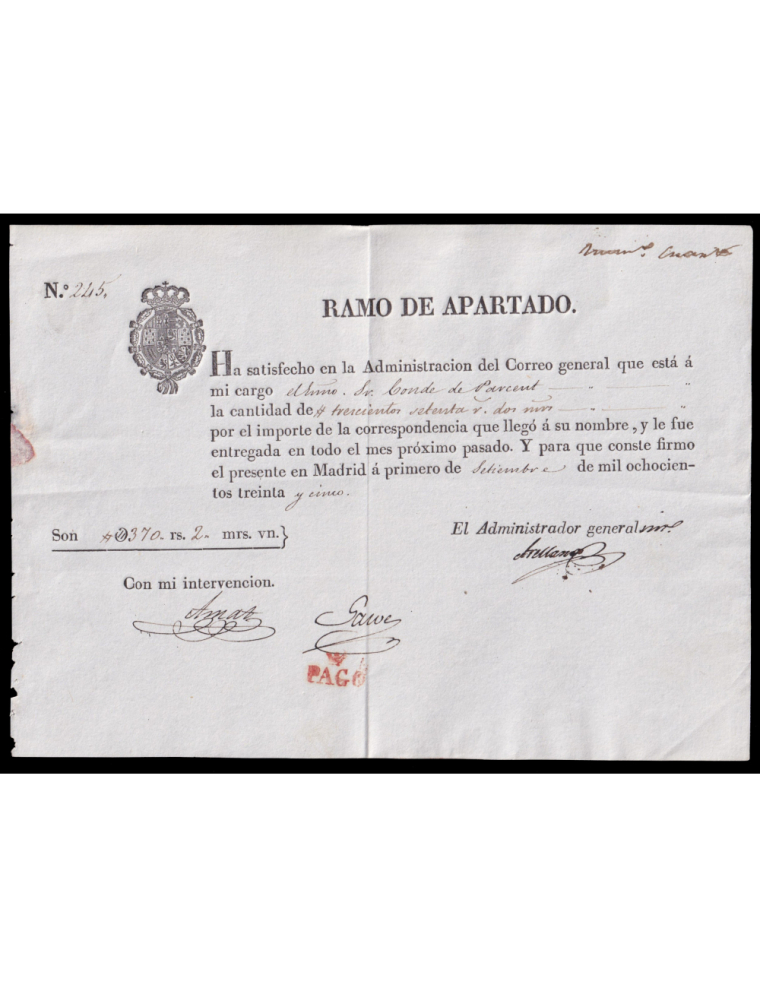 N.º 245.
RAMO DE APARTADO.
Ha satisfecho en la Administracion del Correo general que está á
mi cargo el Sr. Conde de Parcent
la cantidad de trescientos setenta rs. dos mrs
por el importe de la correspondencia que llegó á su nombre, y le fue
entregada en todo el mes próximo pasado. Y para que conste firmo
el presente en Madrid á primero de Setiembre de mil ochocien-
tos treinta y cinco.
Son 370. rs. 2. mrs. vn.}
El Administrador general
Arellano
Con mi intervencion.
Amat
PAGÓ